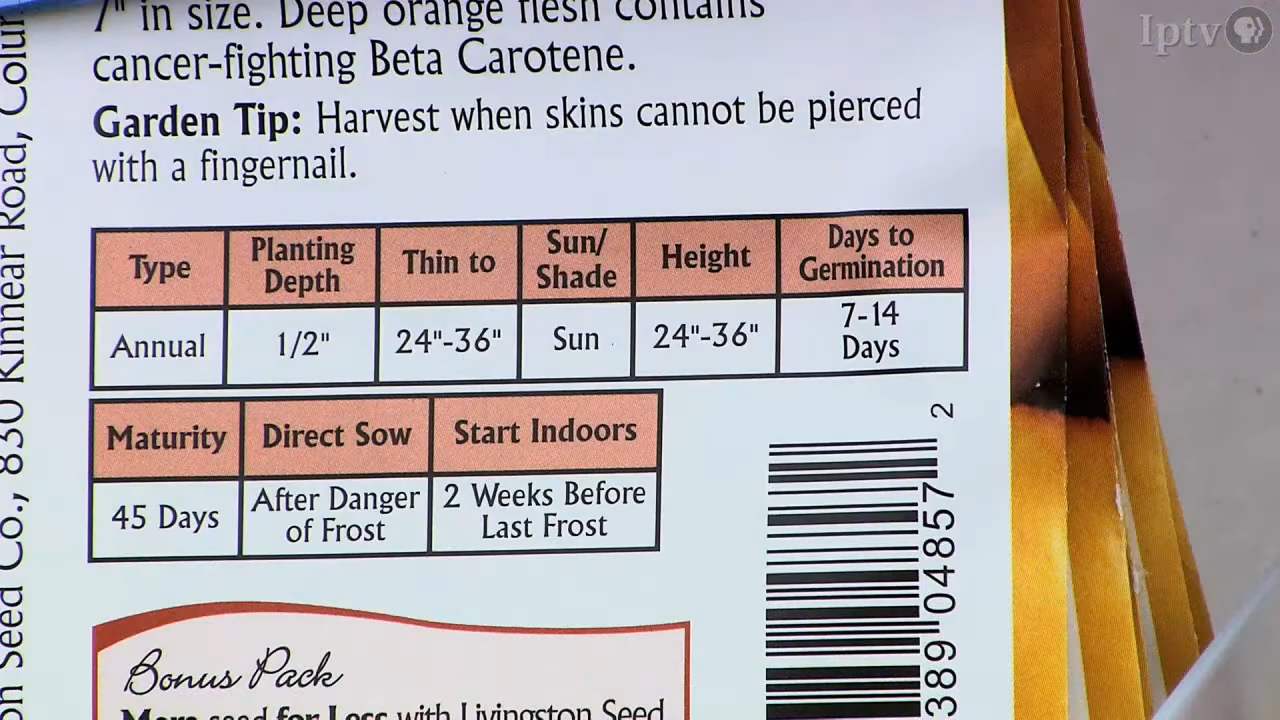 7" in size. Deep orange flesh contains
cancer-fighting Beta Carotene.
Garden Tip: Harvest when skins cannot be pierced
with a fingernail.
Type Planting Depth Thin to Sun/ Shade Height Days to Germination
Annual 1/2" 24"-36" Sun 24"-36" 7-14 Days
Maturity Direct Sow Start Indoors
45 Days After Danger of Frost 2 Weeks Before Last Frost
Bonus Pack
More seed for Less with Livingston Seed
on Seed Co., 830 Kinnear Road, Colum
389 04857 2
Iptv